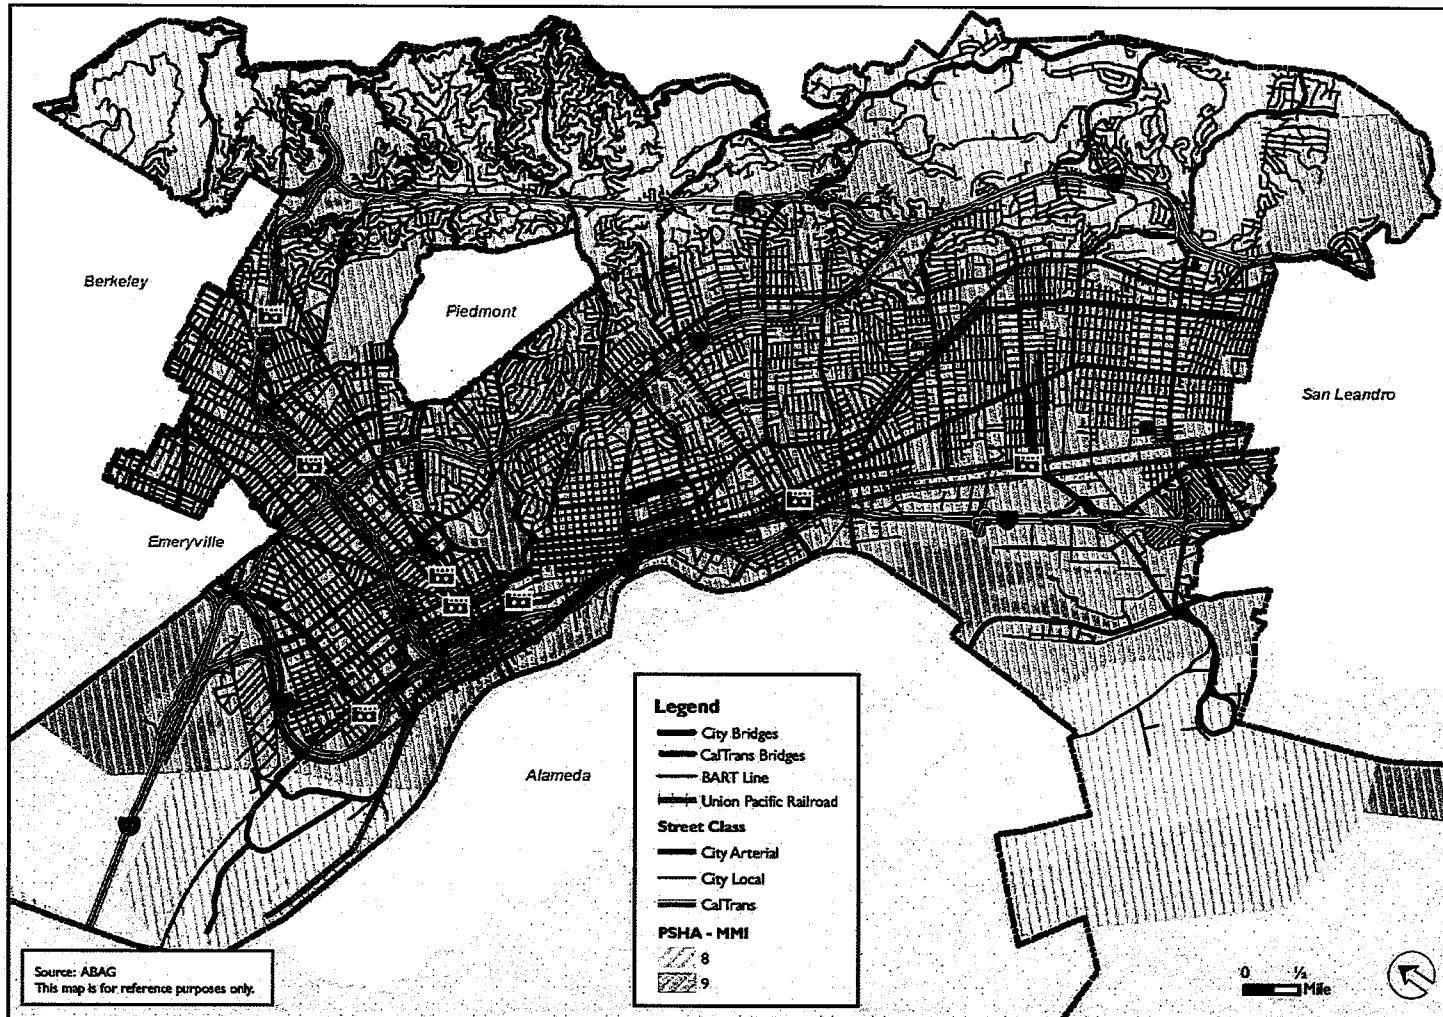 Berkeley
Piedmont
San Leandro
Emeryville
Alameda
Legend
City Bridges
CalTrans Bridges
BART Line
Union Pacific Railroad
Street Class
City Arterial
City Local
CalTrans
PSHA - MMI
8
9
Source: ABAG
This map is for reference purposes only.
0 ½
Mile